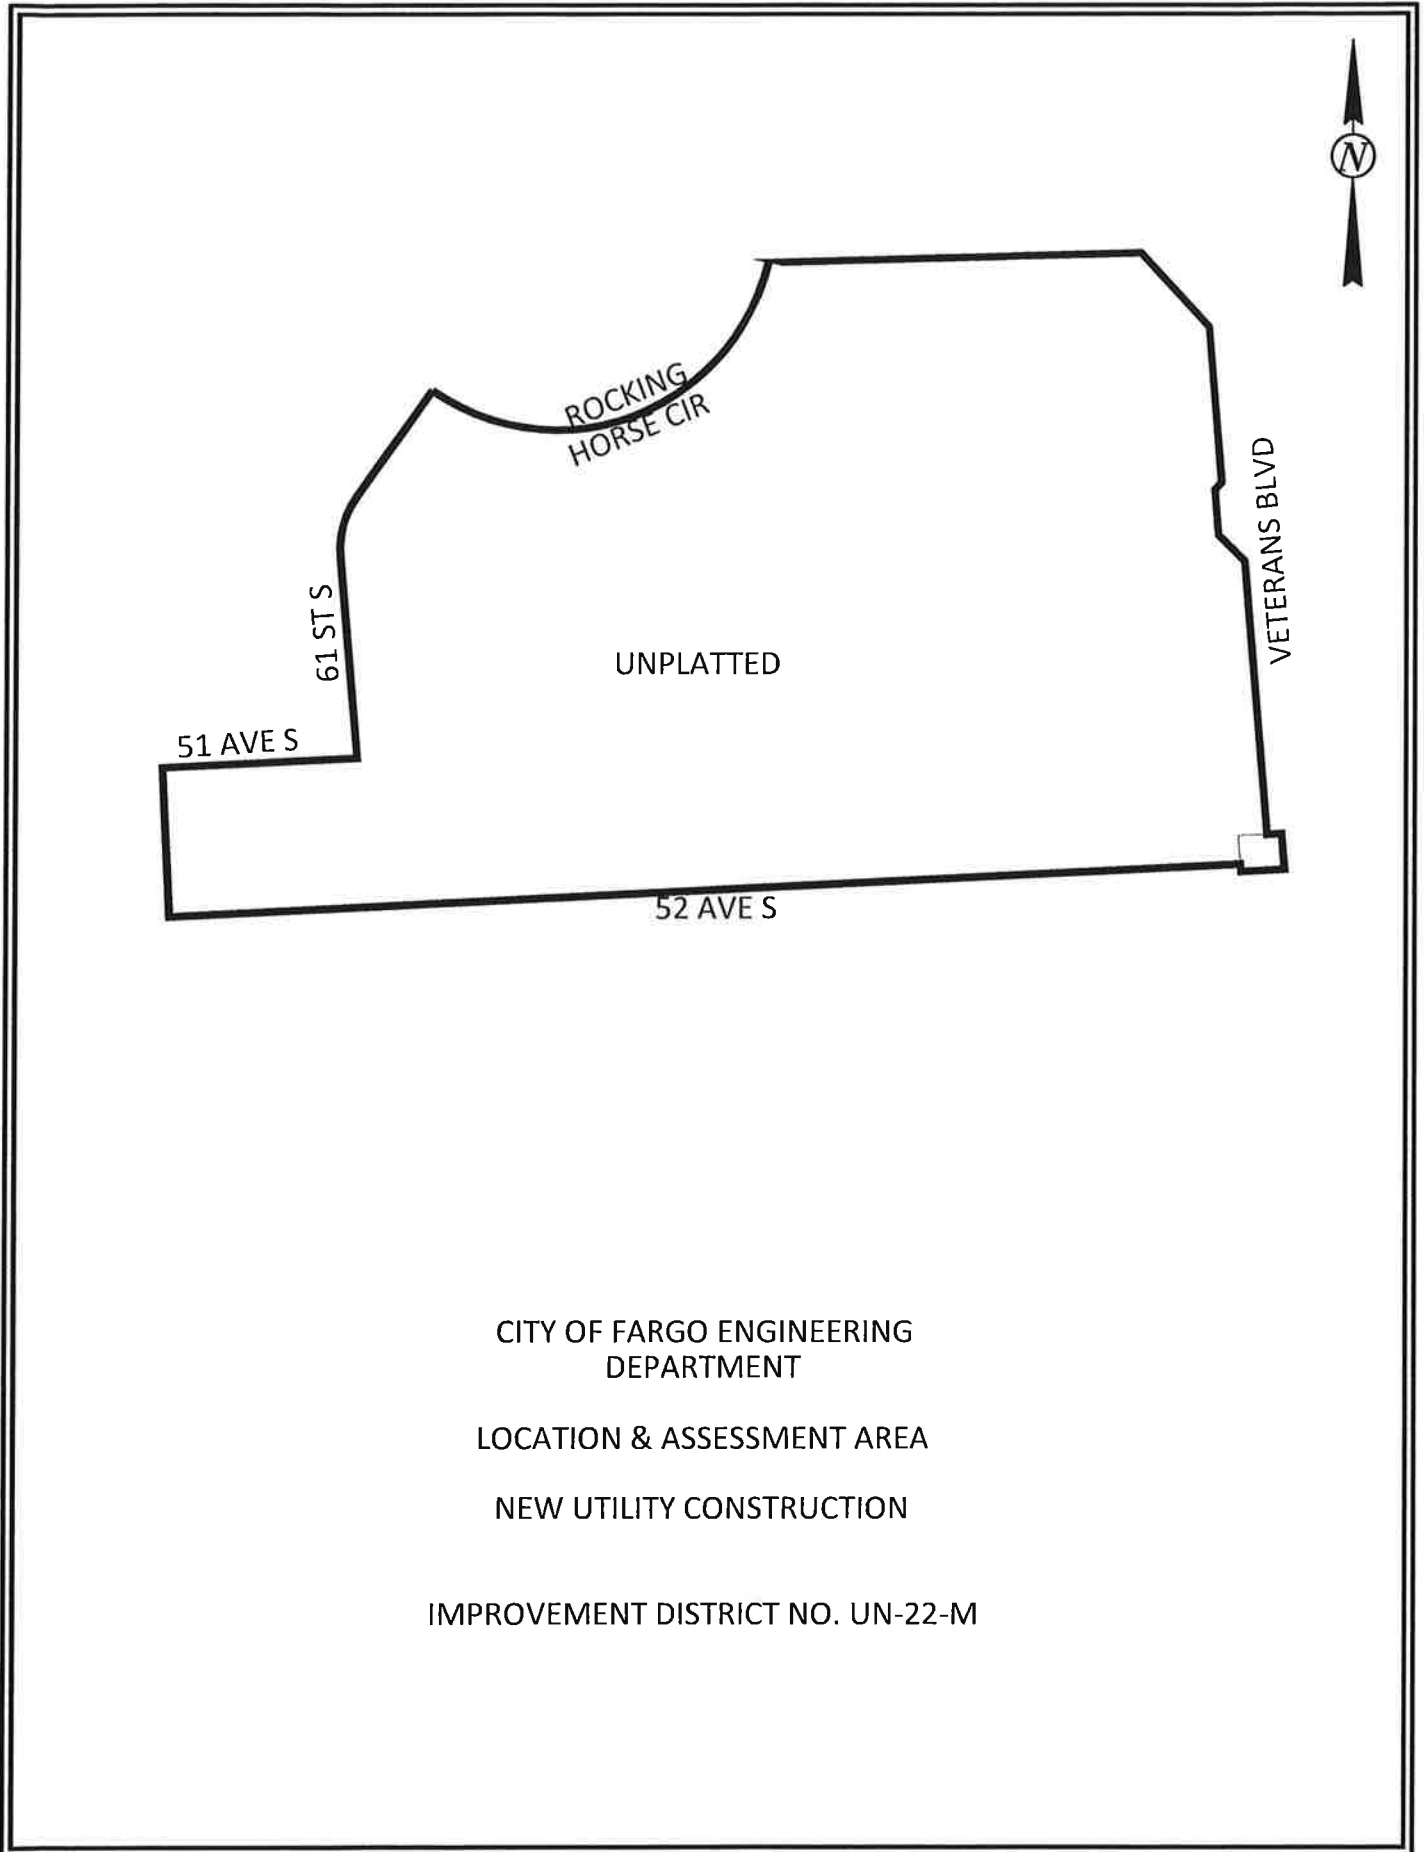 N
ROCKING
HORSE CIR
VETERANS BLVD
61 ST S
UNPLATTED
51 AVE S
52 AVE S
CITY OF FARGO ENGINEERING
DEPARTMENT
LOCATION & ASSESSMENT AREA
NEW UTILITY CONSTRUCTION
IMPROVEMENT DISTRICT NO. UN-22-M